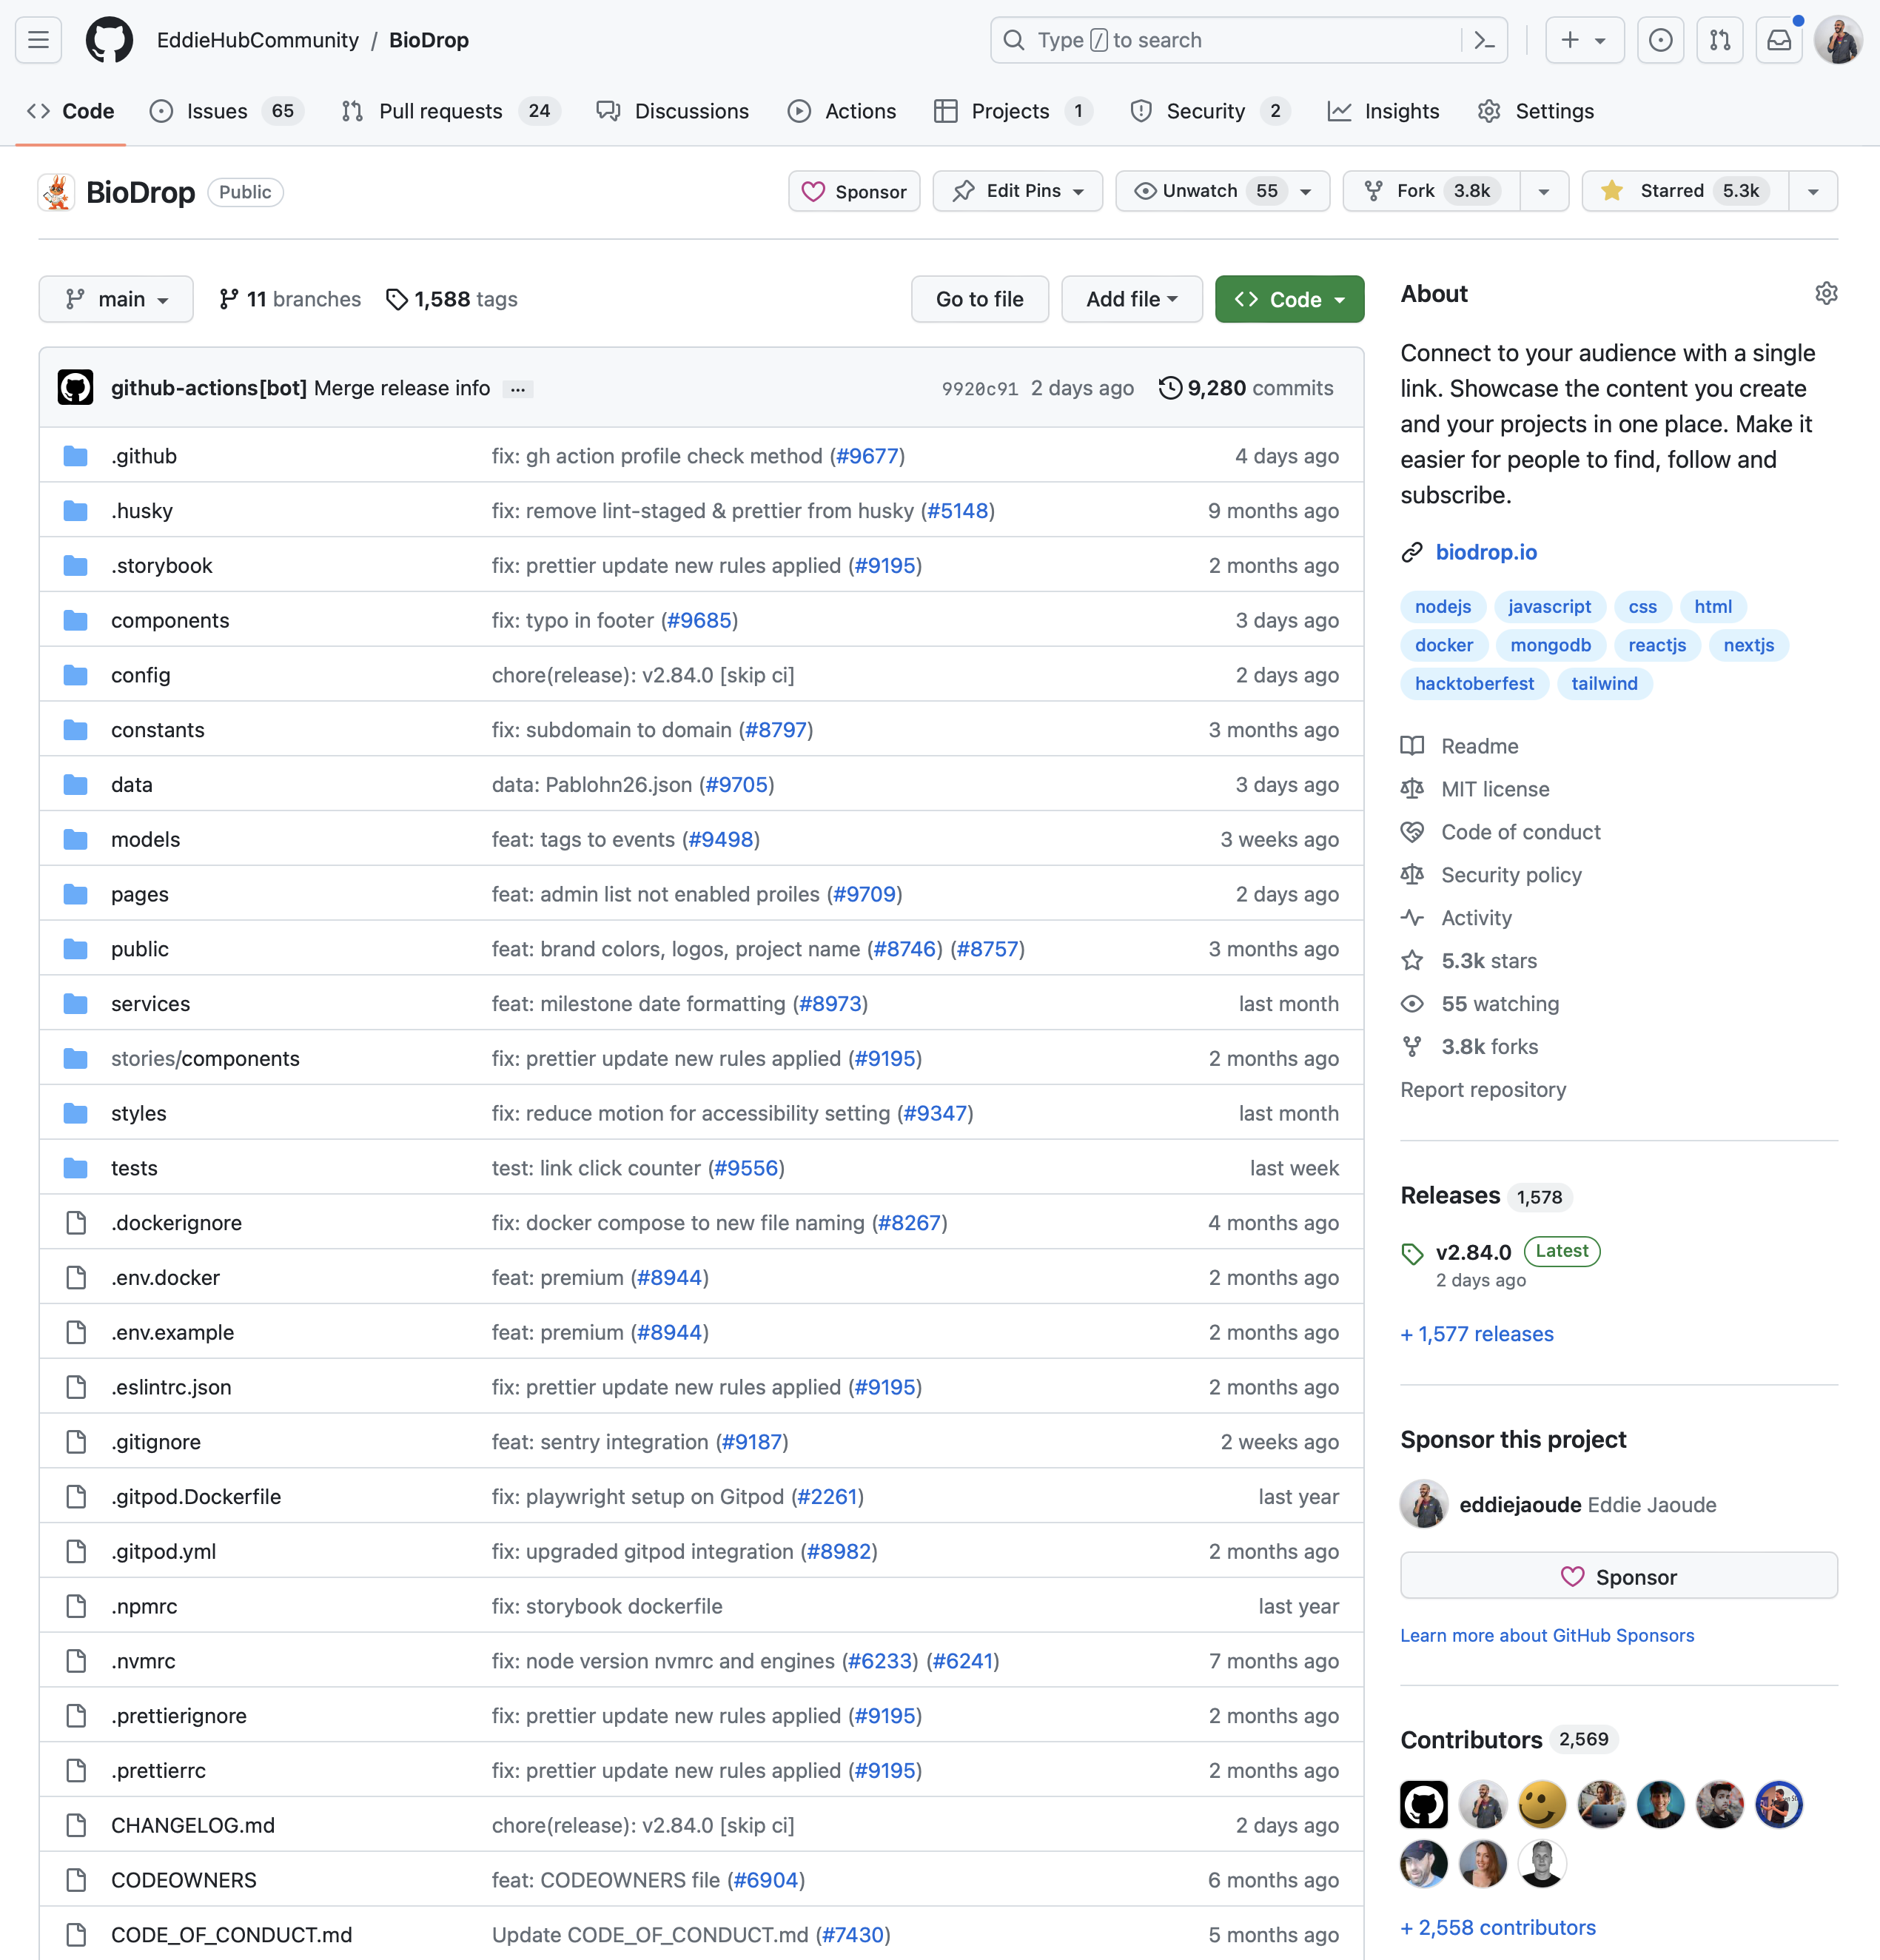 EddieHubCommunity / BioDrop
Type / to search
Code Issues 65 Pull requests 24 Discussions Actions Projects 1 Security 2 Insights Settings
BioDrop Public Sponsor Edit Pins Unwatch 55 Fork 3.8k Starred 5.3k
main 11 branches 1,588 tags Go to file Add file Code
github-actions[bot] Merge release info ... 9920c91 2 days ago 9,280 commits
.github fix: gh action profile check method (#9677) 4 days ago
.husky fix: remove lint-staged & prettier from husky (#5148) 9 months ago
.storybook fix: prettier update new rules applied (#9195) 2 months ago
components fix: typo in footer (#9685) 3 days ago
config chore(release): v2.84.0 [skip ci] 2 days ago
constants fix: subdomain to domain (#8797) 3 months ago
data data: Pablohn26.json (#9705) 3 days ago
models feat: tags to events (#9498) 3 weeks ago
pages feat: admin list not enabled proiles (#9709) 2 days ago
public feat: brand colors, logos, project name (#8746) (#8757) 3 months ago
services feat: milestone date formatting (#8973) last month
stories/components fix: prettier update new rules applied (#9195) 2 months ago
styles fix: reduce motion for accessibility setting (#9347) last month
tests test: link click counter (#9556) last week
.dockerignore fix: docker compose to new file naming (#8267) 4 months ago
.env.docker feat: premium (#8944) 2 months ago
.env.example feat: premium (#8944) 2 months ago
.eslintrc.json fix: prettier update new rules applied (#9195) 2 months ago
.gitignore feat: sentry integration (#9187) 2 weeks ago
.gitpod.Dockerfile fix: playwright setup on Gitpod (#2261) last year
.gitpod.yml fix: upgraded gitpod integration (#8982) 2 months ago
.npmrc fix: storybook dockerfile last year
.nvmrc fix: node version nvmrc and engines (#6233) (#6241) 7 months ago
.prettierignore fix: prettier update new rules applied (#9195) 2 months ago
.prettierrc fix: prettier update new rules applied (#9195) 2 months ago
CHANGELOG.md chore(release): v2.84.0 [skip ci] 2 days ago
CODEOWNERS feat: CODEOWNERS file (#6904) 6 months ago
CODE_OF_CONDUCT.md Update CODE_OF_CONDUCT.md (#7430) 5 months ago
About
Connect to your audience with a single
link. Showcase the content you create
and your projects in one place. Make it
easier for people to find, follow and
subscribe.
biodrop.io
nodejs javascript css html
docker mongodb reactjs nextjs
hacktoberfest tailwind
Readme
MIT license
Code of conduct
Security policy
Activity
5.3k stars
55 watching
3.8k forks
Report repository
Releases 1,578
v2.84.0 Latest
2 days ago
+ 1,577 releases
Sponsor this project
eddiejaoude Eddie Jaoude
Sponsor
Learn more about GitHub Sponsors
Contributors 2,569
+ 2,558 contributors